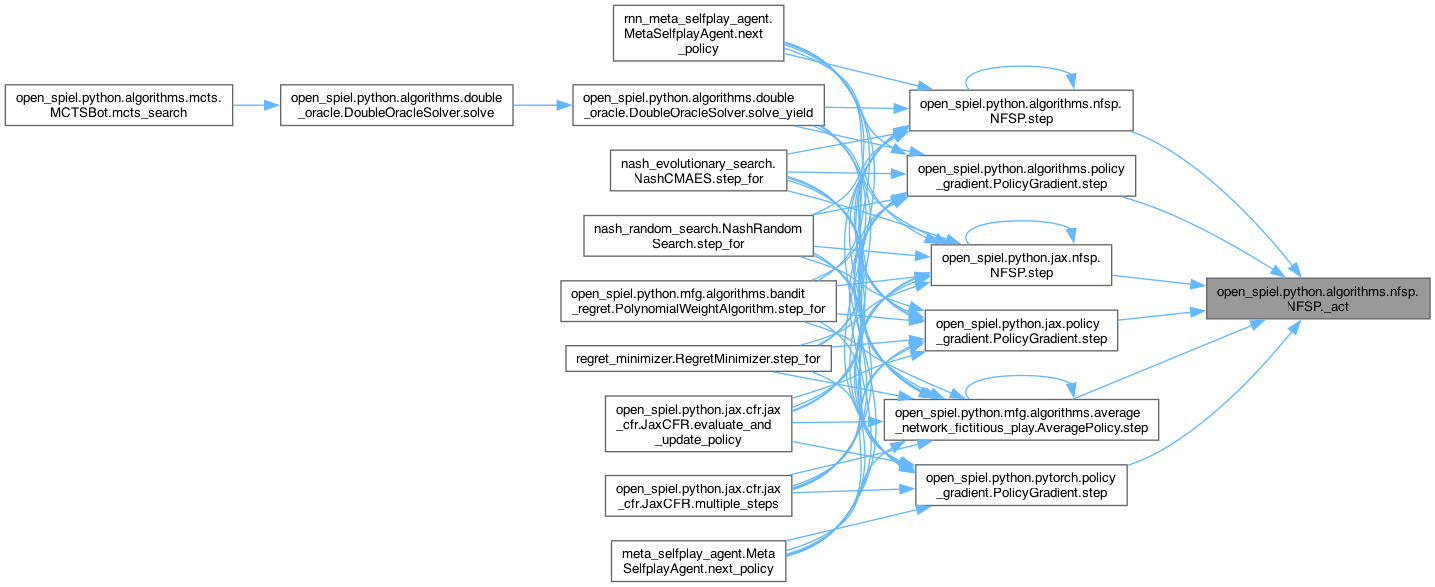 open_spiel.python.algorithms.mcts.
MCTSBot.mcts_search
open_spiel.python.algorithms.double
_oracle.DoubleOracleSolver.solve
rnn_meta_selfplay_agent.
MetaSelfplayAgent.next
_policy
open_spiel.python.algorithms.double
_oracle.DoubleOracleSolver.solve_yield
nash_evolutionary_search.
NashCMAES.step_for
nash_random_search.NashRandom
Search.step_for
open_spiel.python.mfg.algorithms.bandit
_regret.PolynomialWeightAlgorithm.step_for
regret_minimizer.RegretMinimizer.step_for
open_spiel.python.jax.cfr.jax
_cfr.JaxCFR.evaluate_and
_update_policy
open_spiel.python.jax.cfr.jax
_cfr.JaxCFR.multiple_steps
meta_selfplay_agent.Meta
SelfplayAgent.next_policy
open_spiel.python.algorithms.nfsp.
NFSP.step
open_spiel.python.algorithms.policy
_gradient.PolicyGradient.step
open_spiel.python.jax.nfsp.
NFSP.step
open_spiel.python.jax.policy
_gradient.PolicyGradient.step
open_spiel.python.mfg.algorithms.average
_network_fictitious_play.AveragePolicy.step
open_spiel.python.pytorch.policy
_gradient.PolicyGradient.step
open_spiel.python.algorithms.nfsp.
NFSP._act